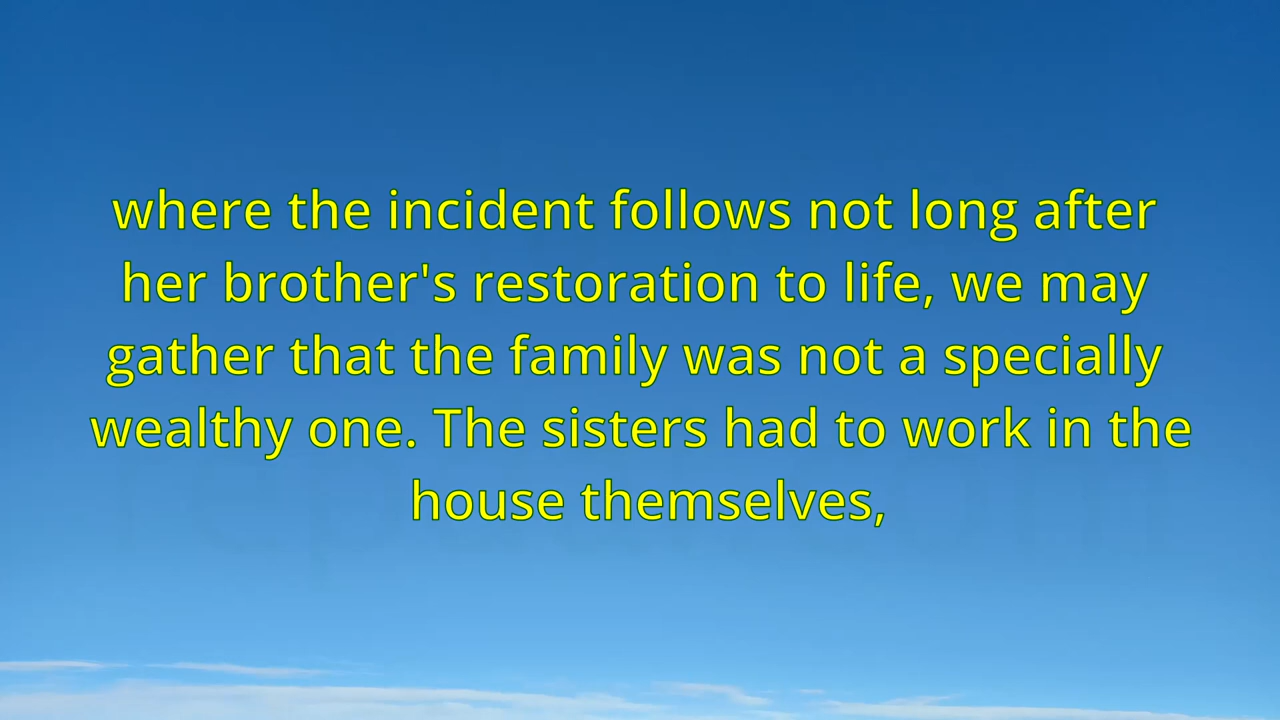 where the incident follows not long after
her brother's restoration to life, we may
gather that the family was not a specially
wealthy one. The sisters had to work in the
house themselves,